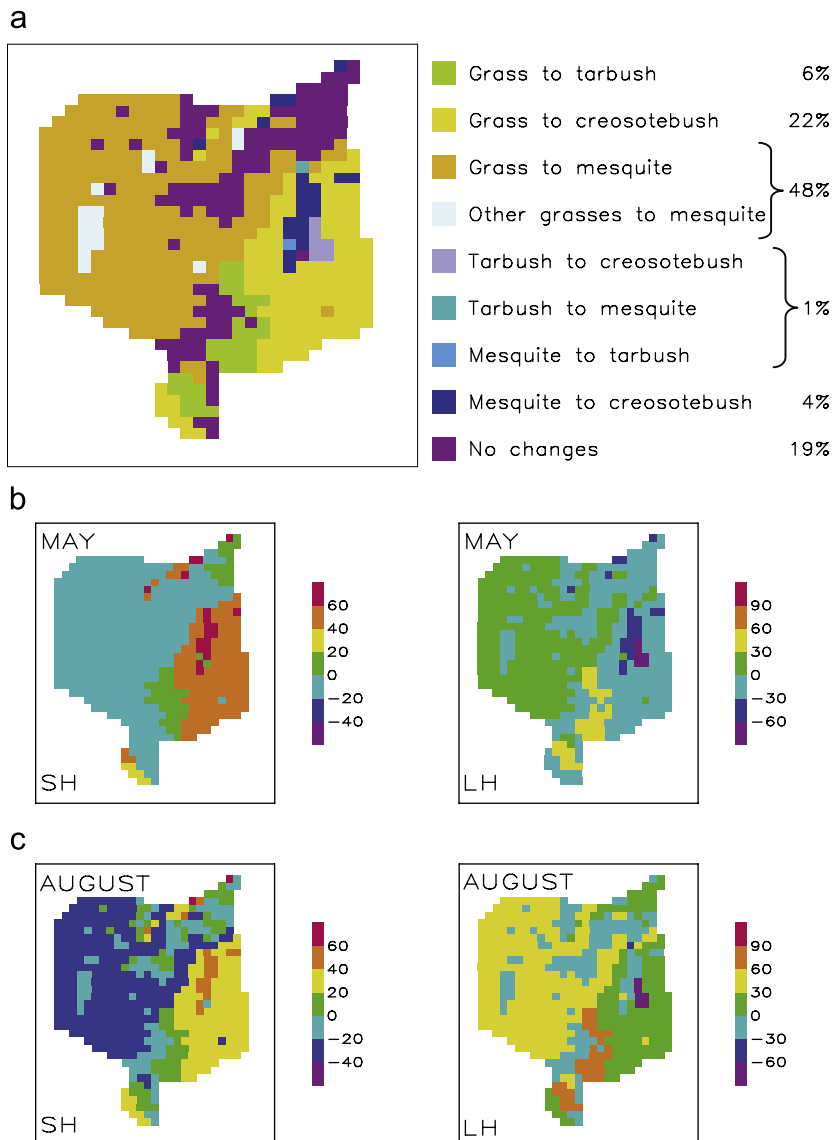 a
Grass to tarbush 6%
Grass to creosotebush 22%
Grass to mesquite
48%
Other grasses to mesquite
Tarbush to creosotebush
Tarbush to mesquite 1%
Mesquite to tarbush
Mesquite to creosotebush 4%
No changes 19%
b
MAY
SH
60
40
20
0
−20
−40
MAY
LH
90
60
30
0
−30
−60
c
AUGUST
SH
60
40
20
0
−20
−40
AUGUST
LH
90
60
30
0
−30
−60